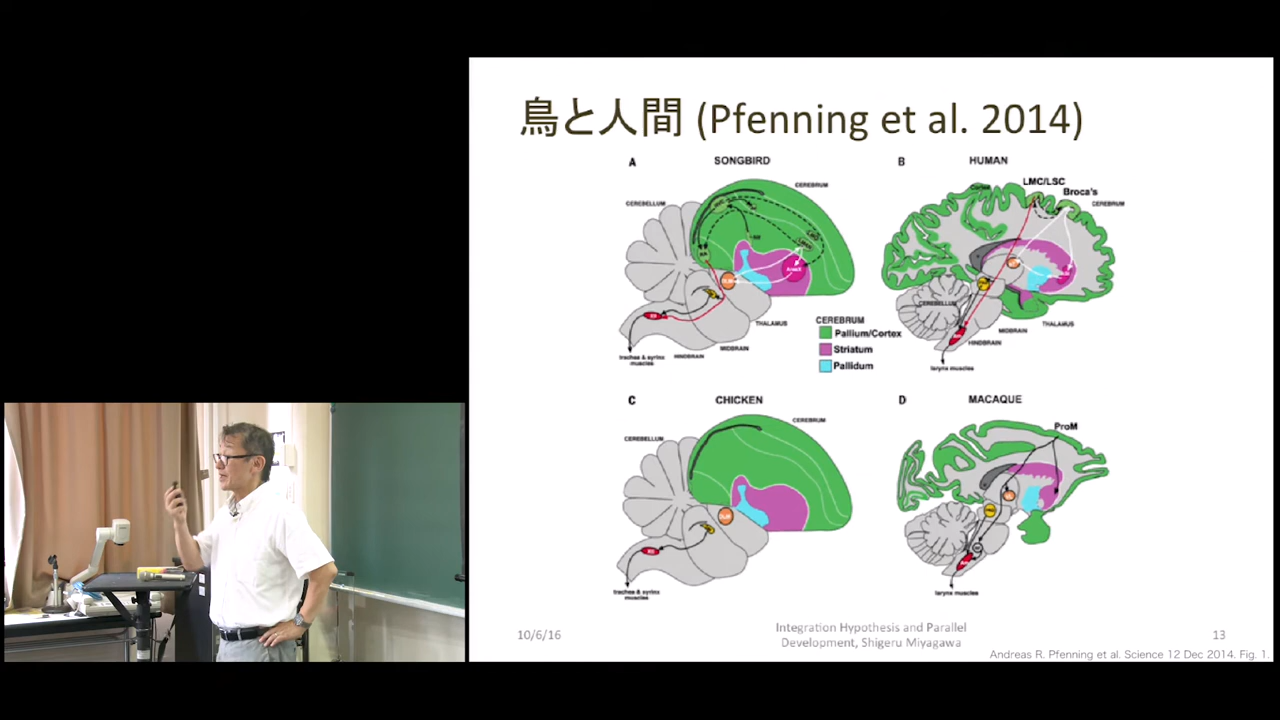 鳥と人間 (Pfenning et al. 2014)
A SONGBIRD
CEREBRUM
CEREBELLUM
THALAMUS
MIDBRAIN
HINDBRAIN
trachea & syrinx
muscles
B HUMAN
LMC/LSC
Broca's
CEREBRUM
CEREBELLUM
THALAMUS
MIDBRAIN
HINDBRAIN
larynx muscles
CEREBRUM
Pallium/Cortex
Striatum
Pallidum
C CHICKEN
CEREBRUM
CEREBELLUM
trachea & syrinx
muscles
D MACAQUE
ProM
larynx muscles
10/6/16
Integration Hypothesis and Parallel
Development, Shigeru Miyagawa
13
Andreas R. Pfenning et al. Science 12 Dec 2014. Fig. 1.